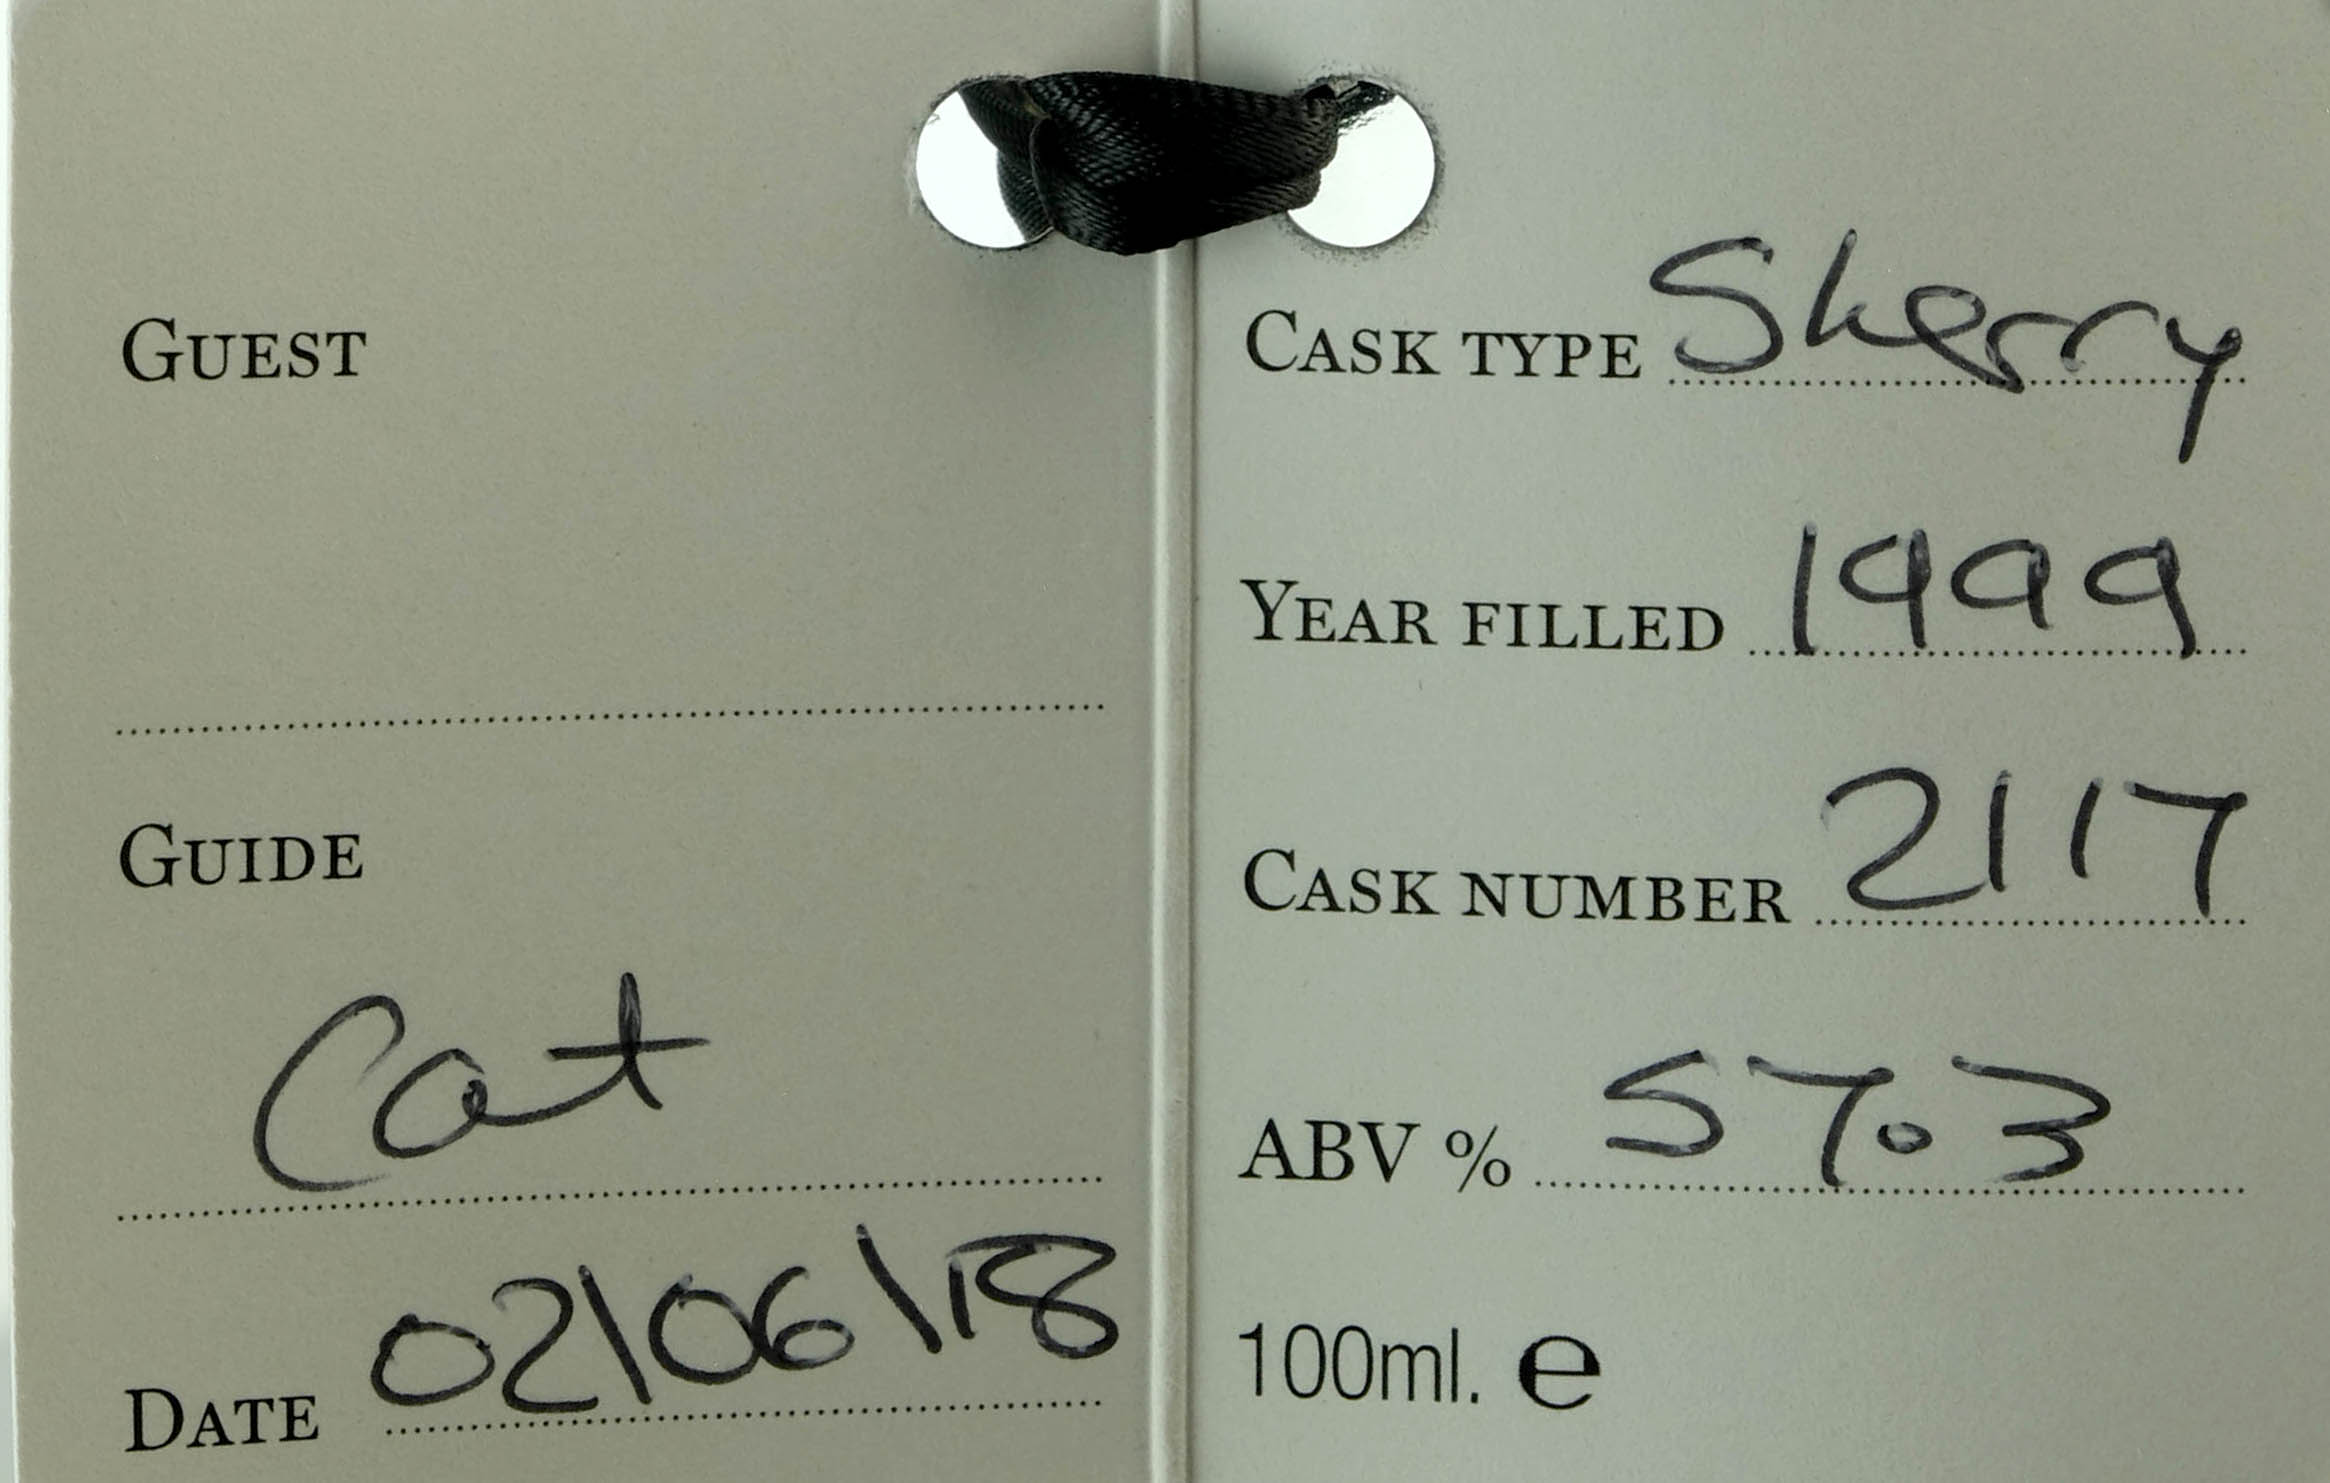 GUEST
GUIDE
Cat
DATE 02\06\18
CASK TYPE Sherry
YEAR FILLED 1999
CASK NUMBER 2117
ABV % 57.3
100ml. ℮